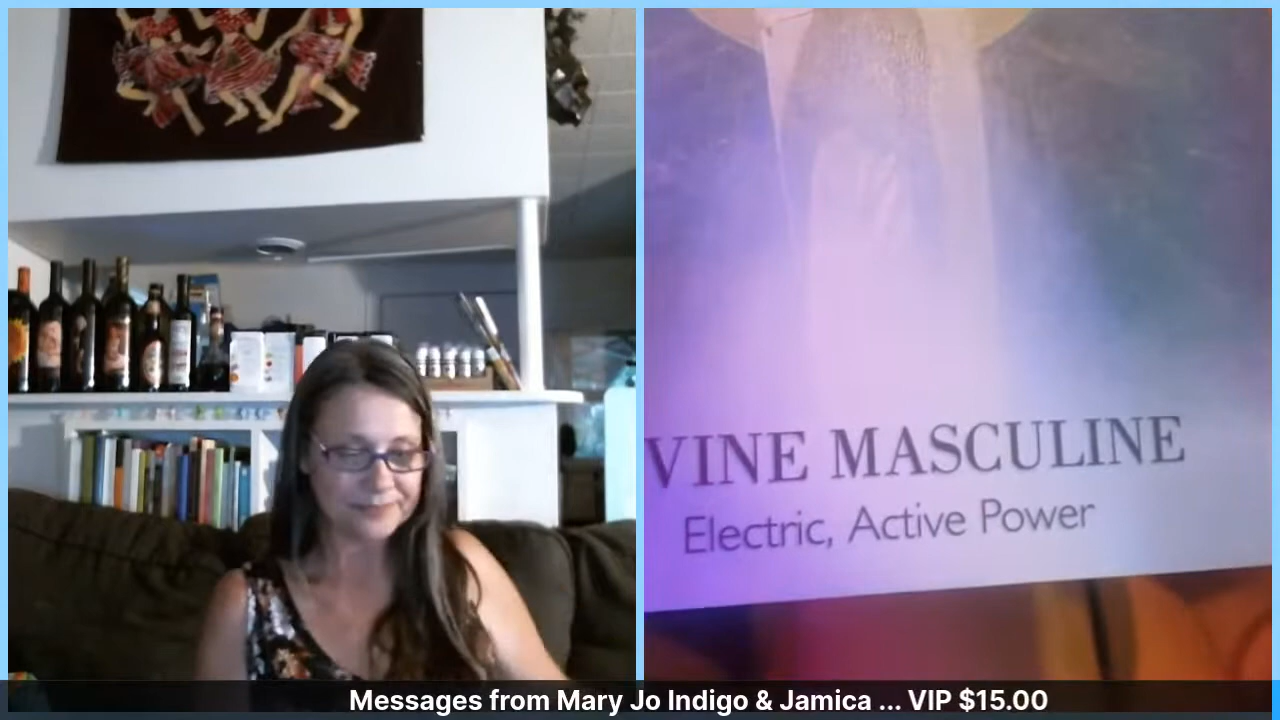 VINE MASCULINE
Electric, Active Power
Messages from Mary Jo Indigo & Jamica ... VIP $15.00